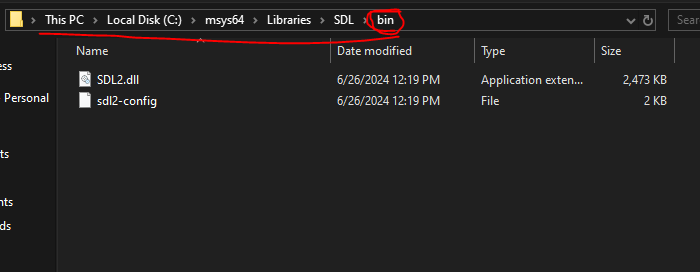 This PC > Local Disk (C:) > msys64 > Libraries > SDL > bin
Sear
Name Date modified Type Size
ess
SDL2.dll 6/26/2024 12:19 PM Application exten... 2,473 KB
Personal
sdl2-config 6/26/2024 12:19 PM File 2 KB
ts
nts
ds